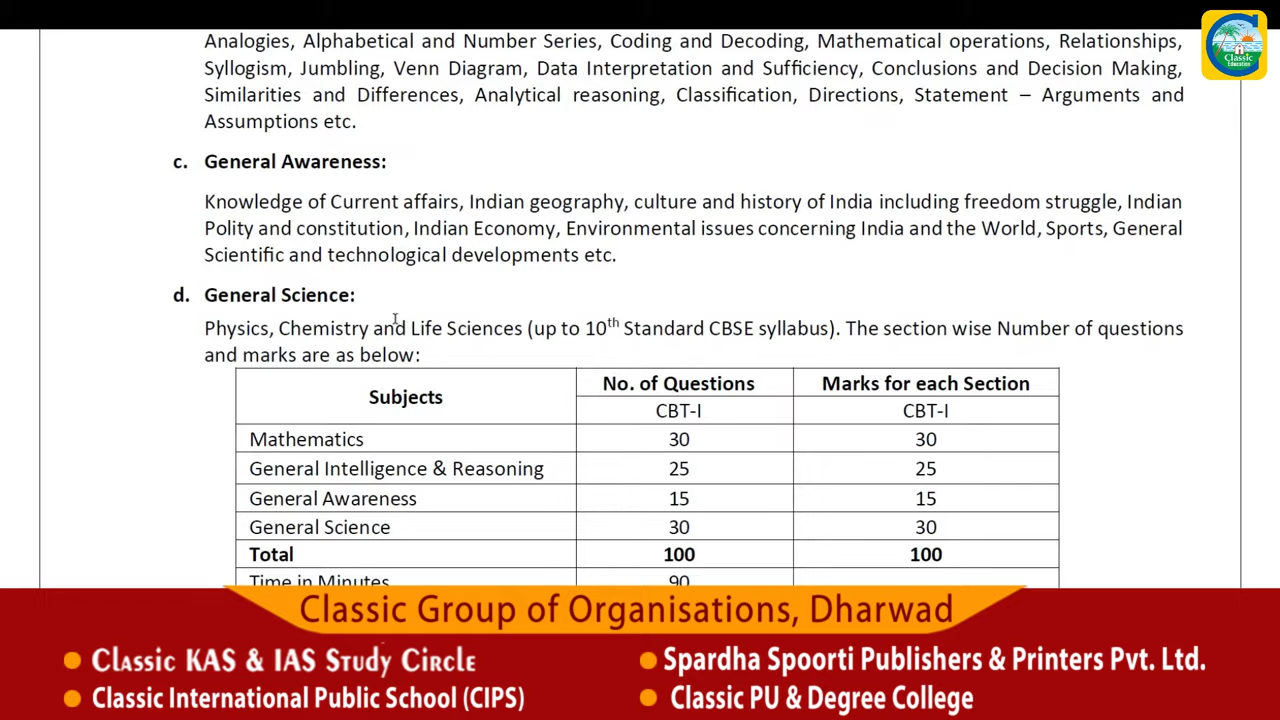 Analogies, Alphabetical and Number Series, Coding and Decoding, Mathematical operations, Relationships,
Syllogism, Jumbling, Venn Diagram, Data Interpretation and Sufficiency, Conclusions and Decision Making,
Similarities and Differences, Analytical reasoning, Classification, Directions, Statement – Arguments and
Assumptions etc.
c. General Awareness:
Knowledge of Current affairs, Indian geography, culture and history of India including freedom struggle, Indian
Polity and constitution, Indian Economy, Environmental issues concerning India and the World, Sports, General
Scientific and technological developments etc.
d. General Science:
Physics, Chemistry and Life Sciences (up to 10th Standard CBSE syllabus). The section wise Number of questions
and marks are as below:
Subjects No. of Questions Marks for each Section
CBT-I CBT-I
Mathematics 30 30
General Intelligence & Reasoning 25 25
General Awareness 15 15
General Science 30 30
Total 100 100
Time in Minutes 90
Classic Group of Organisations, Dharwad
Classic KAS & IAS Study Circle
Spardha Spoorti Publishers & Printers Pvt. Ltd.
Classic International Public School (CIPS)
Classic PU & Degree College
Classic
Education